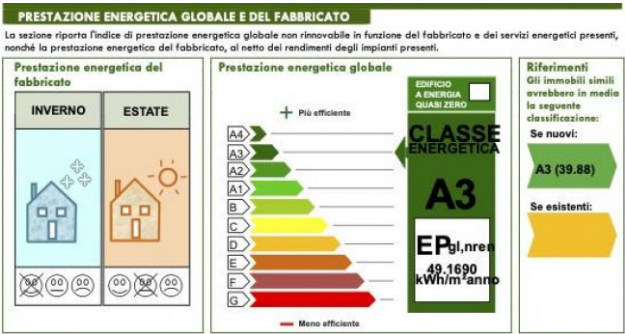 PRESTAZIONE ENERGETICA GLOBALE E DEL FABBRICATO
La sezione riporta l'indice di prestazione energetica globale non rinnovabile in funzione del fabbricato e dei servizi energetici presenti,
nonché la prestazione energetica del fabbricato, al netto dei rendimenti degli impianti presenti.
Prestazione energetica del
fabbricato
INVERNO
ESTATE
Prestazione energetica globale
+ Più efficiente
A4
A3
A2
A1
B
C
D
E
F
G
— Meno efficiente
EDIFICIO
A ENERGIA
QUASI ZERO
CLASSE
ENERGETICA
A3
EPgl,nren
49.1690
kWh/m²anno
Riferimenti
Gli immobili simili
avrebbero in media
la seguente
classificazione:
Se nuovi:
A3 (39.88)
Se esistenti: